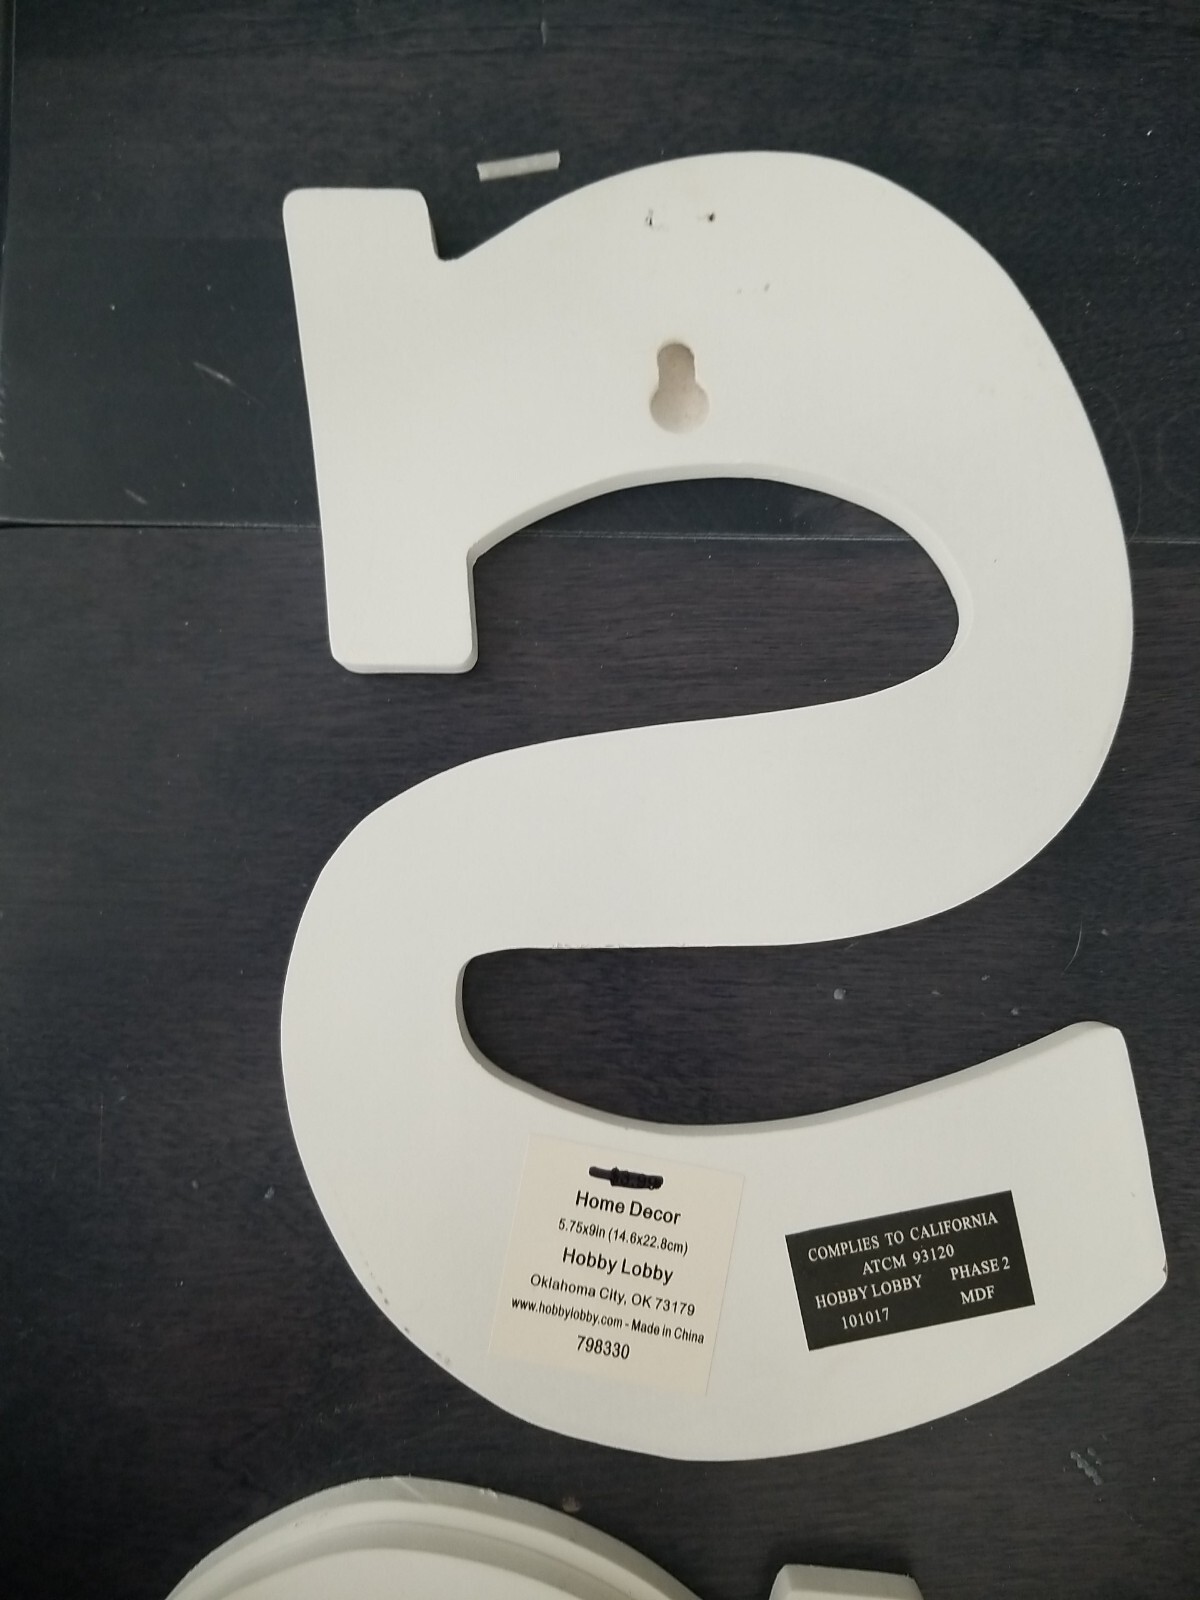 Home Decor
5.75x9in (14.6x22.8cm)
Hobby Lobby
Oklahoma City, OK 73179
www.hobbylobby.com - Made in China
798330
COMPLIES TO CALIFORNIA
ATCM 93120
HOBBY LOBBY PHASE 2
101017 MDF